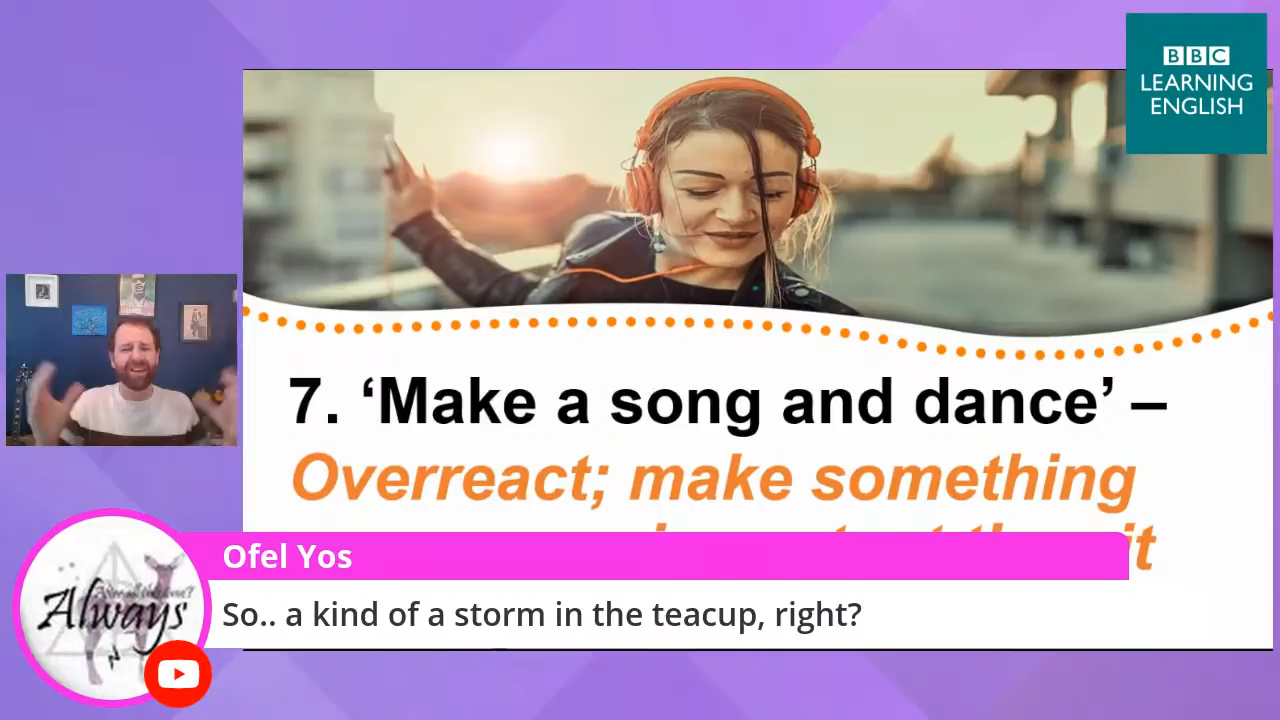 BBC
LEARNING
ENGLISH
7. ‘Make a song and dance’ –
Overreact; make something
it
Ofel Yos
So.. a kind of a storm in the teacup, right?
Always